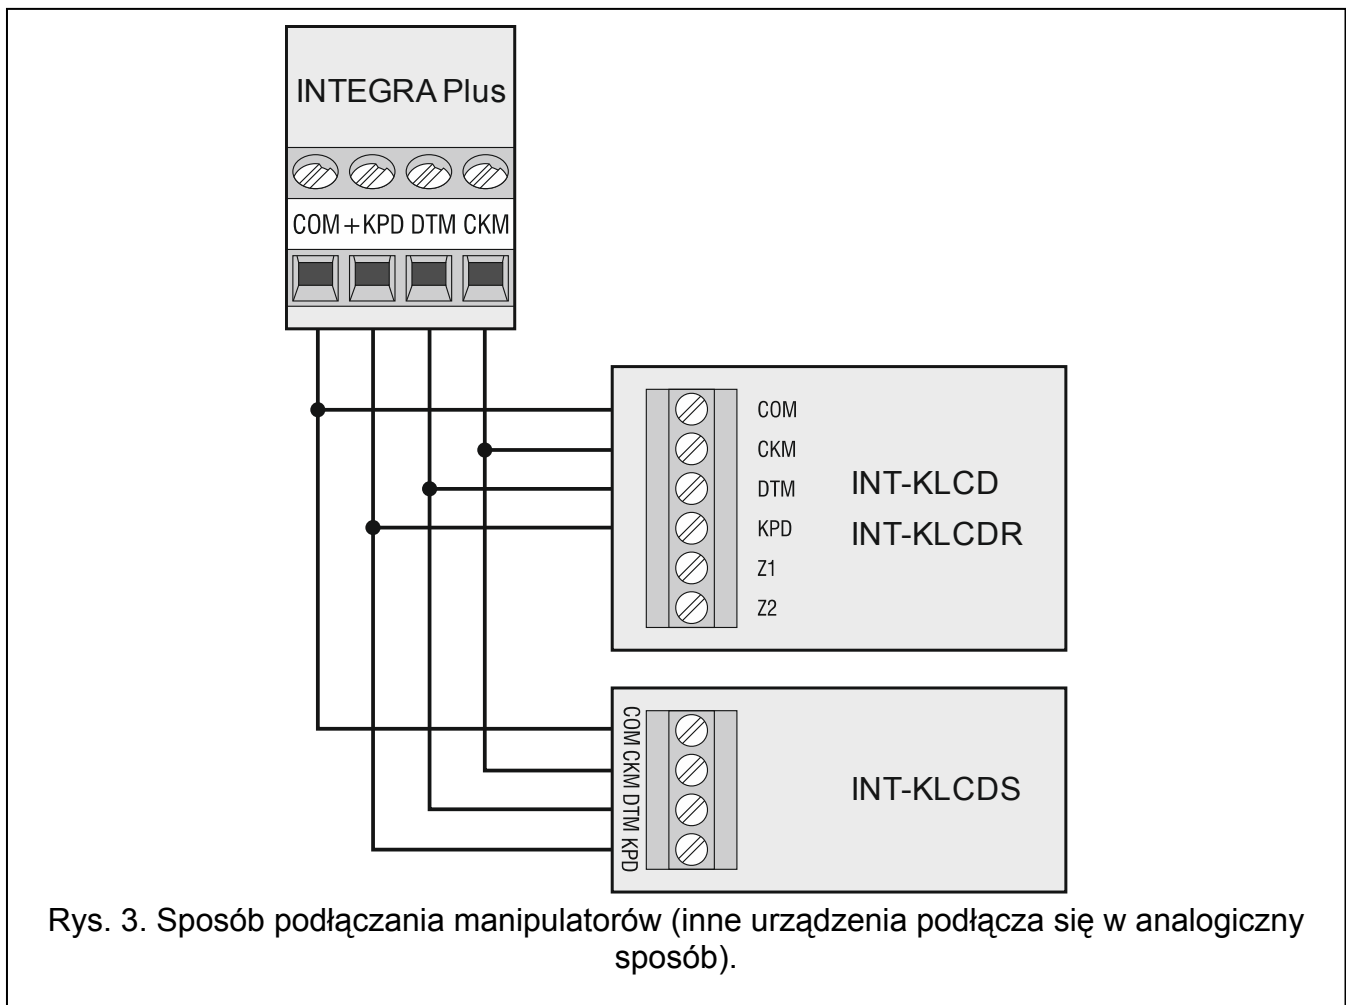 INTEGRA Plus
COM +KPD DTM CKM
COM
CKM
DTM
KPD
Z1
Z2
INT-KLCD
INT-KLCDR
COM CKM DTM KPD
INT-KLCDS
Rys. 3. Sposób podłączania manipulatorów (inne urządzenia podłącza się w analogiczny
sposób).